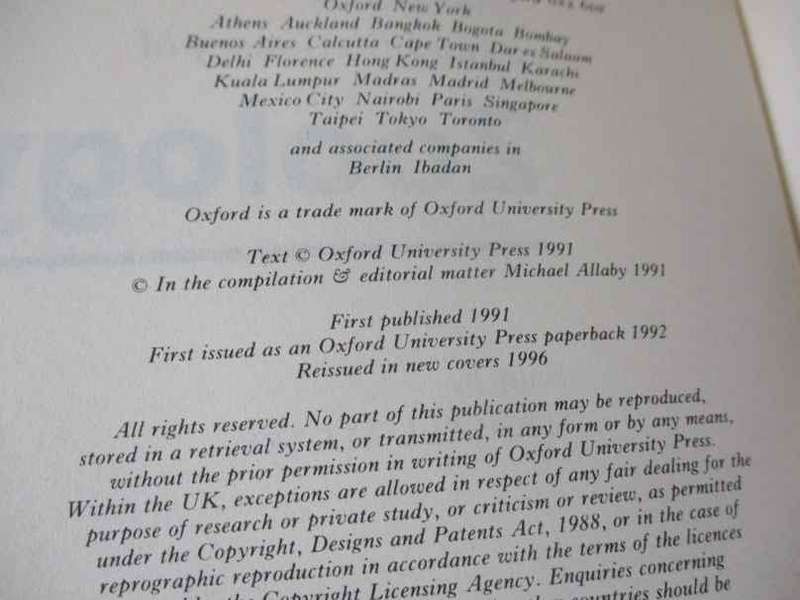 Oxford New York
Athens Auckland Bangkok Bogota Bombay
Buenos Aires Calcutta Cape Town Dar es Salaam
Delhi Florence Hong Kong Istanbul Karachi
Kuala Lumpur Madras Madrid Melbourne
Mexico City Nairobi Paris Singapore
Taipei Tokyo Toronto
and associated companies in
Berlin Ibadan
Oxford is a trade mark of Oxford University Press
Text © Oxford University Press 1991
© In the compilation & editorial matter Michael Allaby 1991
First published 1991
First issued as an Oxford University Press paperback 1992
Reissued in new covers 1996
All rights reserved. No part of this publication may be reproduced,
stored in a retrieval system, or transmitted, in any form or by any means,
without the prior permission in writing of Oxford University Press.
Within the UK, exceptions are allowed in respect of any fair dealing for the
purpose of research or private study, or criticism or review, as permitted
under the Copyright, Designs and Patents Act, 1988, or in the case of
reprographic reproduction in accordance with the terms of the licences
the Copyright Licensing Agency. Enquiries concerning
countries should be